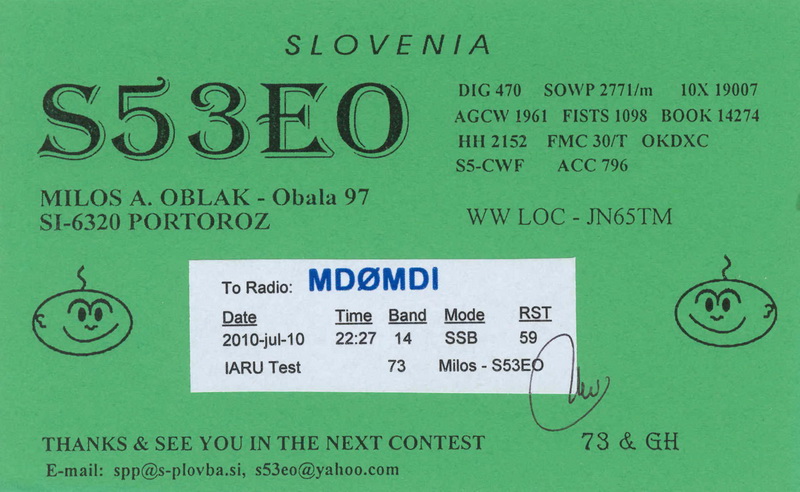 SLOVENIA
S53EO
DIG 470 SOWP 2771/m 10X 19007
AGCW 1961 FISTS 1098 BOOK 14274
HH 2152 FMC 30/T OKDXC
S5-CWF ACC 796
MILOS A. OBLAK - Obala 97
SI-6320 PORTOROZ
WW LOC - JN65TM
To Radio: MDØMDI
Date Time Band Mode RST
2010-jul-10 22:27 14 SSB 59
IARU Test 73 Milos - S53EO
THANKS & SEE YOU IN THE NEXT CONTEST
73 & GH
E-mail: spp@s-plovba.si, s53eo@yahoo.com